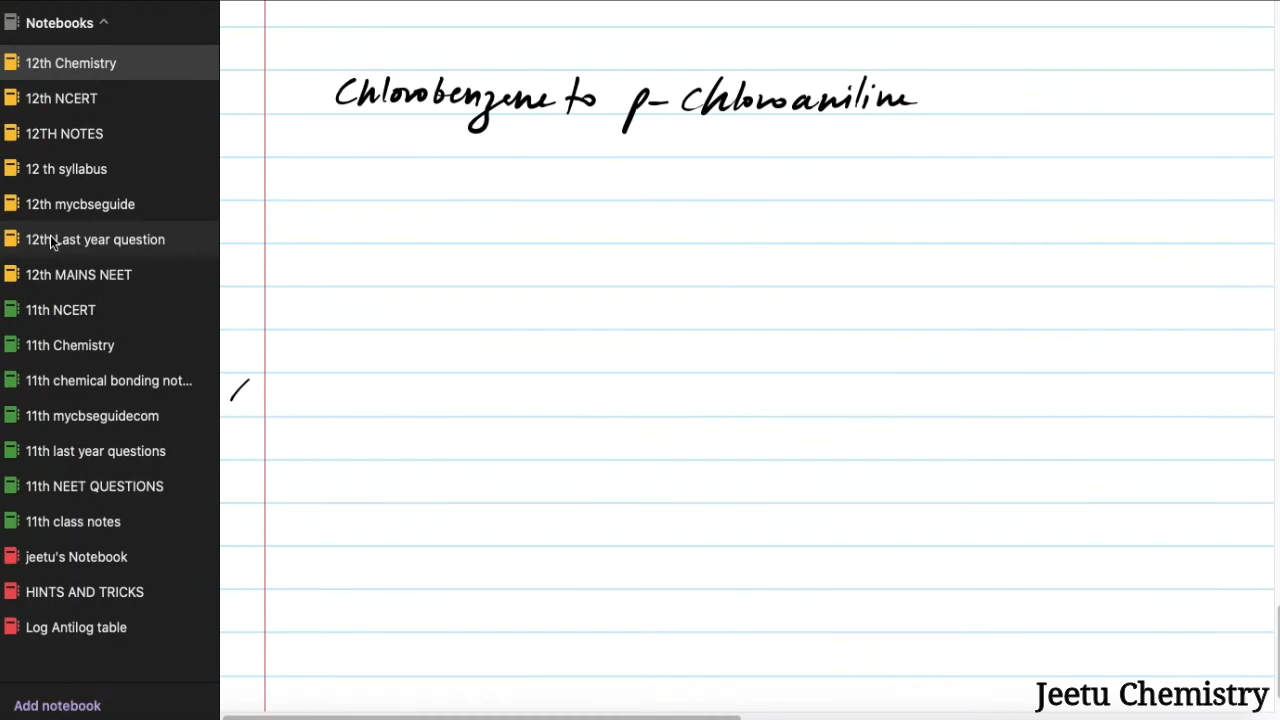 Notebooks
12th Chemistry
12th NCERT
12TH NOTES
12 th syllabus
12th mycbseguide
12th Last year question
12th MAINS NEET
11th NCERT
11th Chemistry
11th chemical bonding not...
11th mycbseguidecom
11th last year questions
11th NEET QUESTIONS
11th class notes
jeetu's Notebook
HINTS AND TRICKS
Log Antilog table
Add notebook
Chlorobenzene to p- Chloroaniline
Jeetu Chemistry